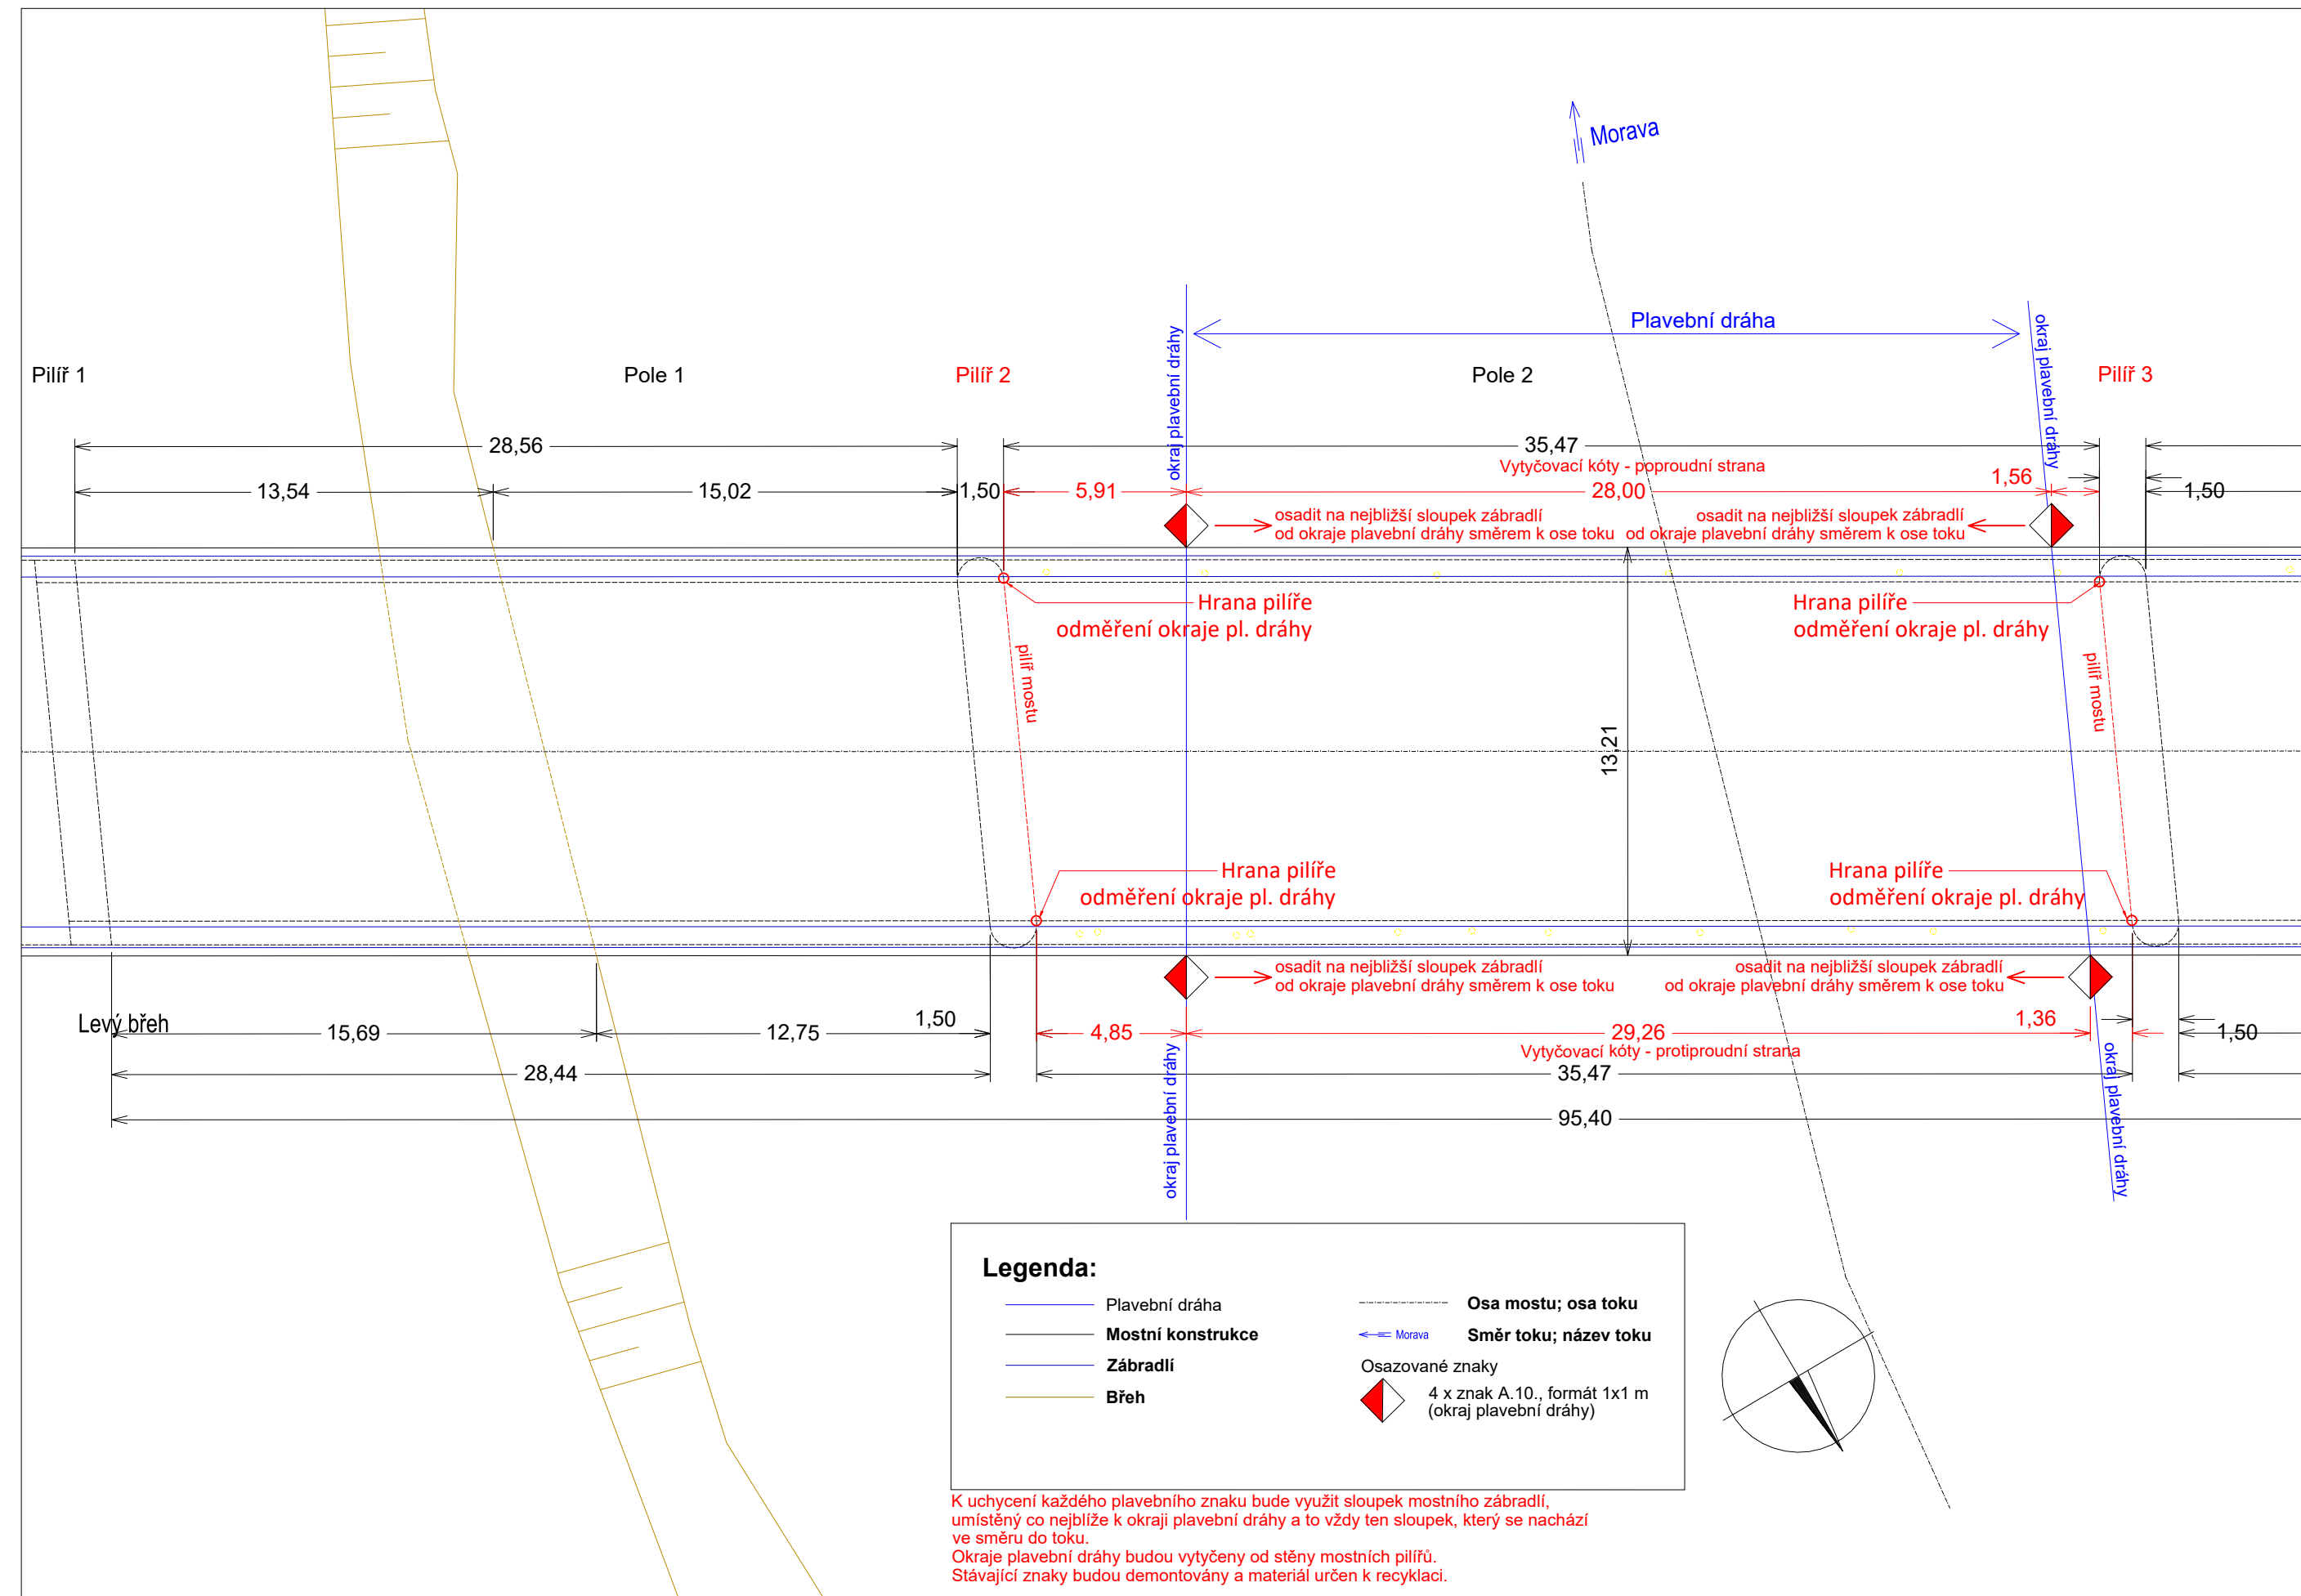 Morava
Plavební dráha
okraj plavební dráhy
okraj plavební dráhy
Pilíř 1
Pole 1
Pilíř 2
Pole 2
Pilíř 3
28,56
35,47
Vytyčovací kóty - poproudní strana
13,54
15,02
1,50
5,91
28,00
1,56
1,50
osadit na nejbližší sloupek zábradlí
od okraje plavební dráhy směrem k ose toku
osadit na nejbližší sloupek zábradlí
od okraje plavební dráhy směrem k ose toku
Hrana pilíře
odměření okraje pl. dráhy
Hrana pilíře
odměření okraje pl. dráhy
pilíř mostu
pilíř mostu
13,21
Hrana pilíře
odměření okraje pl. dráhy
Hrana pilíře
odměření okraje pl. dráhy
osadit na nejbližší sloupek zábradlí
od okraje plavební dráhy směrem k ose toku
osadit na nejbližší sloupek zábradlí
od okraje plavební dráhy směrem k ose toku
Levý břeh
15,69
12,75
1,50
4,85
29,26
1,36
1,50
Vytyčovací kóty - protiproudní strana
28,44
35,47
95,40
okraj plavební dráhy
okraj plavební dráhy
Legenda:
Plavební dráha
Mostní konstrukce
Zábradlí
Břeh
Osa mostu; osa toku
Morava
Směr toku; název toku
Osazované znaky
4 x znak A.10., formát 1x1 m
(okraj plavební dráhy)
K uchycení každého plavebního znaku bude využit sloupek mostního zábradlí,
umístěný co nejblíže k okraji plavební dráhy a to vždy ten sloupek, který se nachází
ve směru do toku.
Okraje plavební dráhy budou vytyčeny od stěny mostních pilířů.
Stávající znaky budou demontovány a materiál určen k recyklaci.